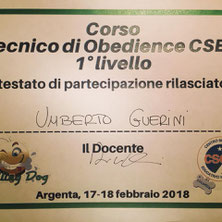 Corso
ecnico di Obedience CSE
1° livello
testato di partecipazione rilasciato
UMBERTO GUERINI
Il Docente
Dog
Argenta, 17-18 febbraio 2018